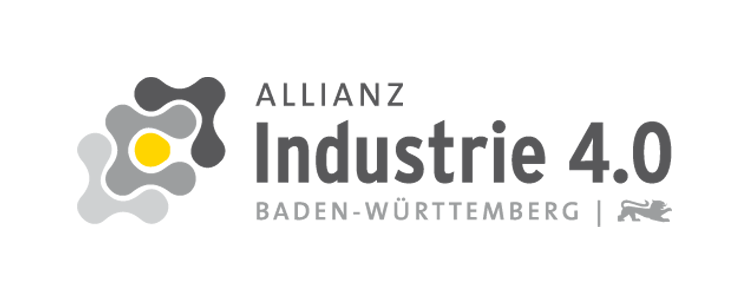 ALLIANZ
Industrie 4.0
BADEN-WÜRTTEMBERG |